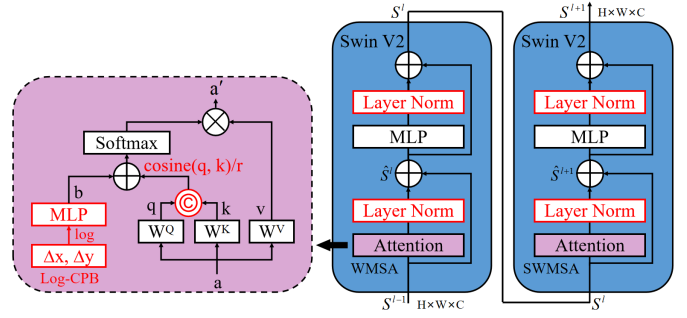 a′
Softmax
cosine(q, k)/r
b
MLP
log
Δx, Δy
Log-CPB
q
©
k
v
W^Q
W^K
W^V
a
S^l
Swin V2
Layer Norm
MLP
Ŝ^l
Layer Norm
Attention
WMSA
S^{l-1} H×W×C
S^{l+1} H×W×C
Swin V2
Layer Norm
MLP
Ŝ^{l+1}
Layer Norm
Attention
SWMSA
S^l